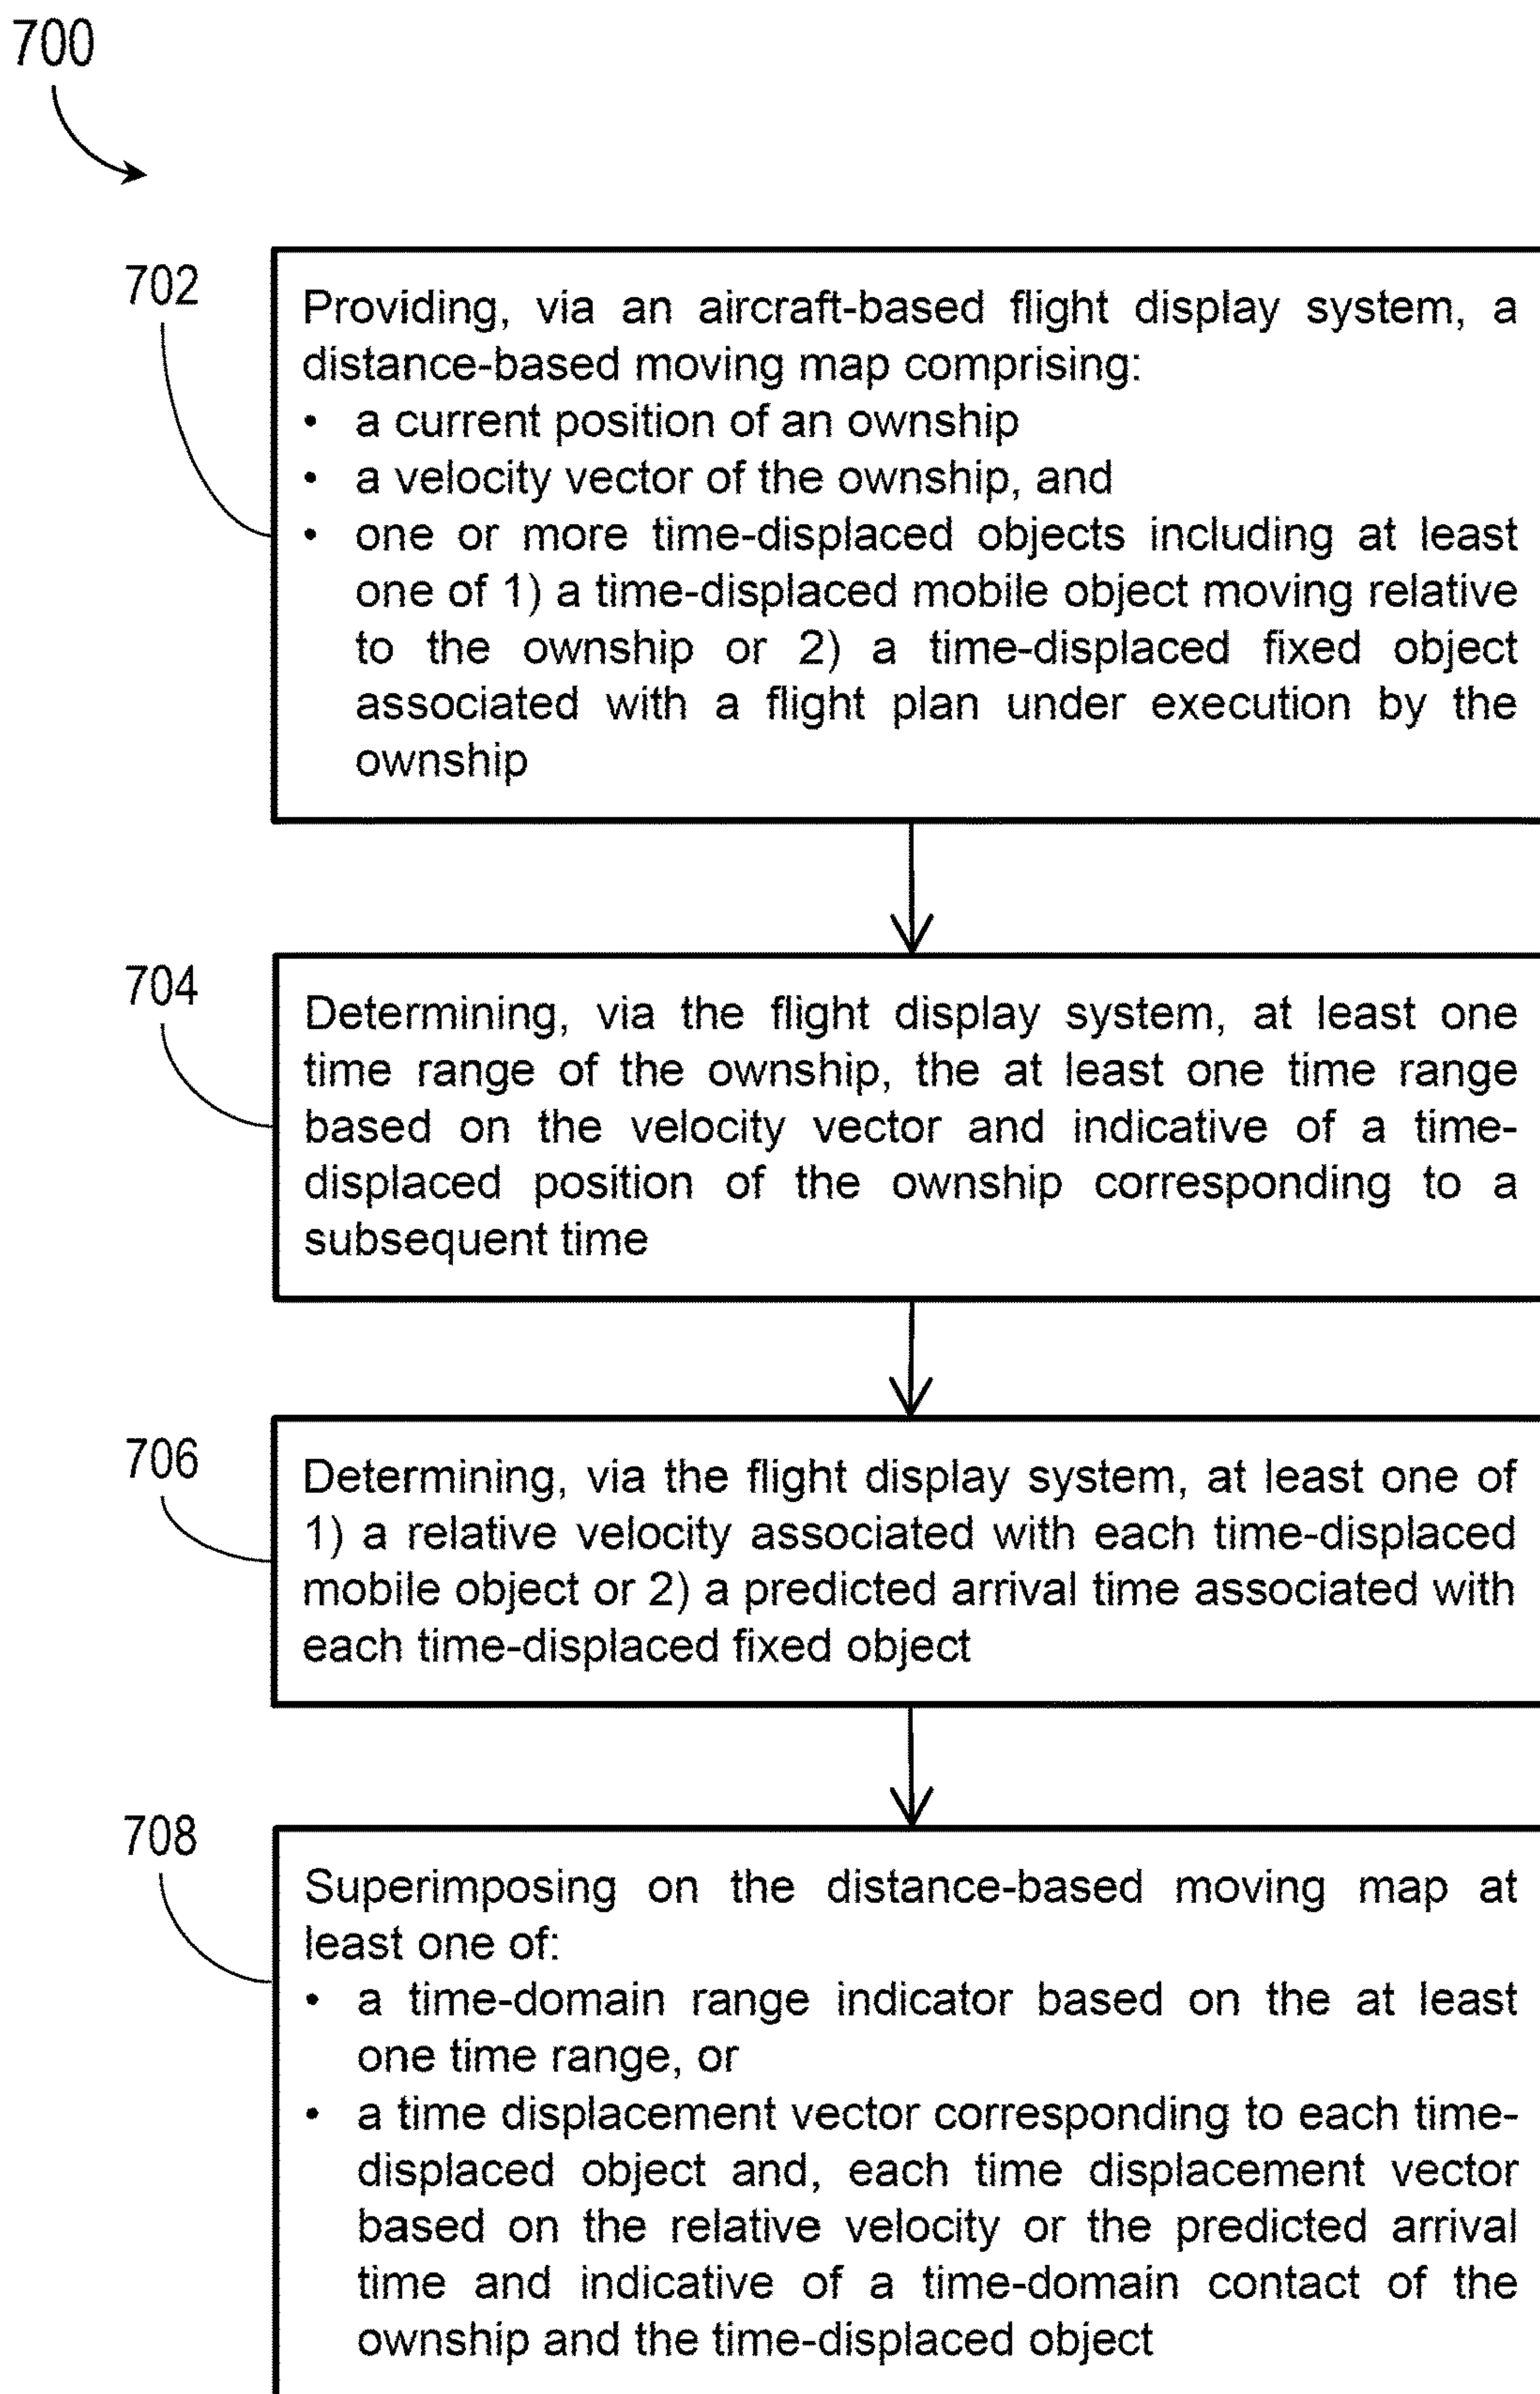 700
702
Providing, via an aircraft-based flight display system, a
distance-based moving map comprising:
• a current position of an ownship
• a velocity vector of the ownship, and
• one or more time-displaced objects including at least
one of 1) a time-displaced mobile object moving relative
to the ownship or 2) a time-displaced fixed object
associated with a flight plan under execution by the
ownship
704
Determining, via the flight display system, at least one
time range of the ownship, the at least one time range
based on the velocity vector and indicative of a time-
displaced position of the ownship corresponding to a
subsequent time
706
Determining, via the flight display system, at least one of
1) a relative velocity associated with each time-displaced
mobile object or 2) a predicted arrival time associated with
each time-displaced fixed object
708
Superimposing on the distance-based moving map at
least one of:
• a time-domain range indicator based on the at least
one time range, or
• a time displacement vector corresponding to each time-
displaced object and, each time displacement vector
based on the relative velocity or the predicted arrival
time and indicative of a time-domain contact of the
ownship and the time-displaced object